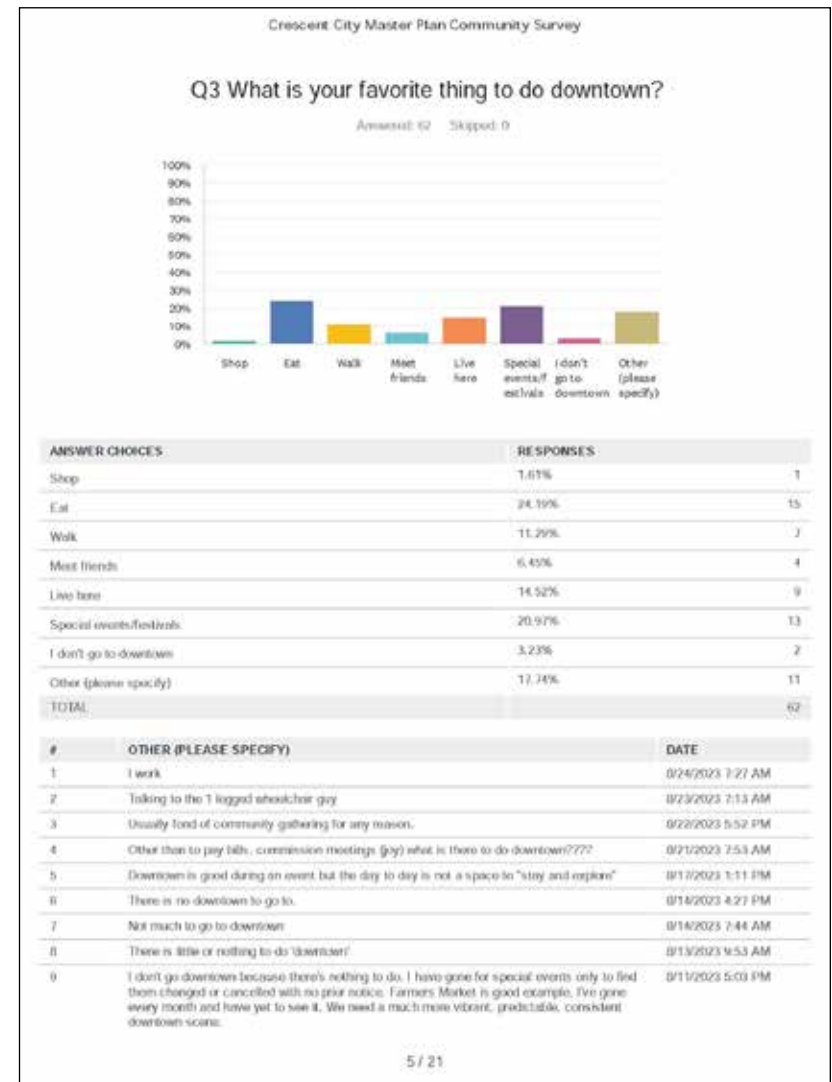 Crescent City Master Plan Community Survey
Q3 What is your favorite thing to do downtown?
Answered: 62 Skipped: 0
100%
90%
80%
70%
60%
50%
40%
30%
20%
10%
0%
Shop Eat Walk Meet friends Live here Special events/f estivals I don't go to downtown Other (please specify)
ANSWER CHOICES RESPONSES
Shop 1.61% 1
Eat 24.19% 15
Walk 11.29% 7
Meet friends 6.45% 4
Live here 14.52% 9
Special events/festivals 20.97% 13
I don't go to downtown 3.23% 2
Other (please specify) 17.74% 11
TOTAL 62
# OTHER (PLEASE SPECIFY) DATE
1 I work 8/24/2023 7:27 AM
2 Talking to the 1 legged wheelchair guy 8/23/2023 7:13 AM
3 Usually fond of community gathering for any reason. 8/22/2023 5:52 PM
4 Other than to pay bills, commission meetings (joy) what is there to do downtown???? 8/21/2023 7:53 AM
5 Downtown is good during an event but the day to day is not a space to "stay and explore" 8/17/2023 1:11 PM
6 There is no downtown to go to. 8/14/2023 4:27 PM
7 Not much to go to downtown 8/14/2023 7:44 AM
8 There is little or nothing to do 'downtown' 8/13/2023 9:53 AM
9 I don't go downtown because there's nothing to do. I have gone for special events only to find 8/11/2023 5:03 PM
them changed or cancelled with no prior notice. Farmers Market is good example. I've gone
every month and have yet to see it. We need a much more vibrant, predictable, consistent
downtown scene.
5 / 21